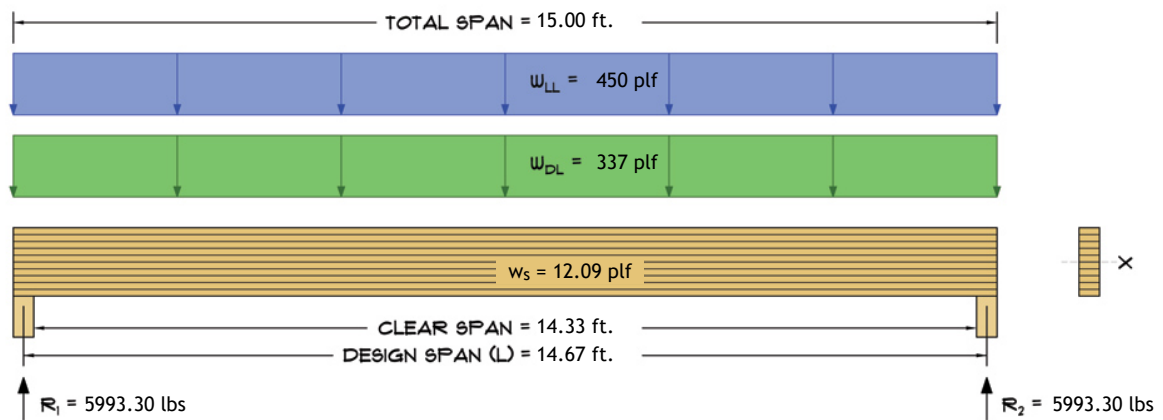 TOTAL SPAN = 15.00 ft.
wLL = 450 plf
wDL = 337 plf
ws = 12.09 plf
X
CLEAR SPAN = 14.33 ft.
DESIGN SPAN (L) = 14.67 ft.
R1 = 5993.30 lbs
R2 = 5993.30 lbs